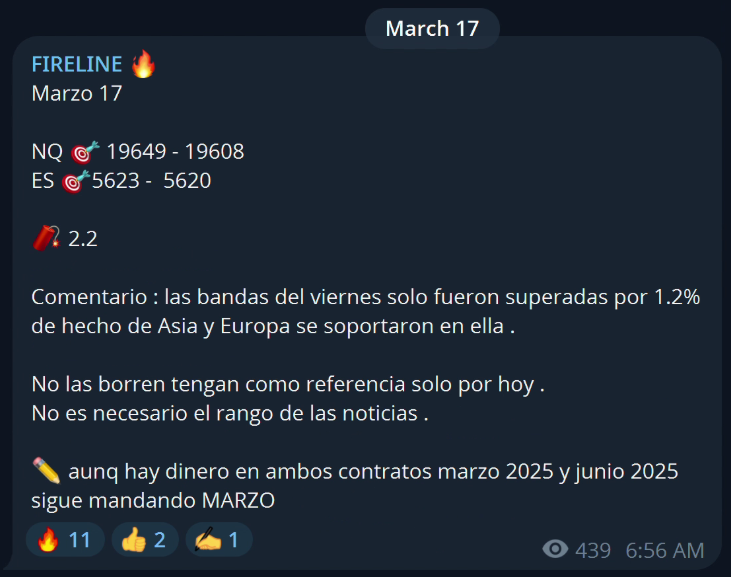 March 17
FIRELINE 🔥
Marzo 17
NQ 🎯 19649 - 19608
ES 🎯5623 - 5620
🧨 2.2
Comentario : las bandas del viernes solo fueron superadas por 1.2%
de hecho de Asia y Europa se soportaron en ella .
No las borren tengan como referencia solo por hoy .
No es necesario el rango de las noticias .
✏️ aunq hay dinero en ambos contratos marzo 2025 y junio 2025
sigue mandando MARZO
🔥 11 👍 2 ✍️ 1 439 6:56 AM